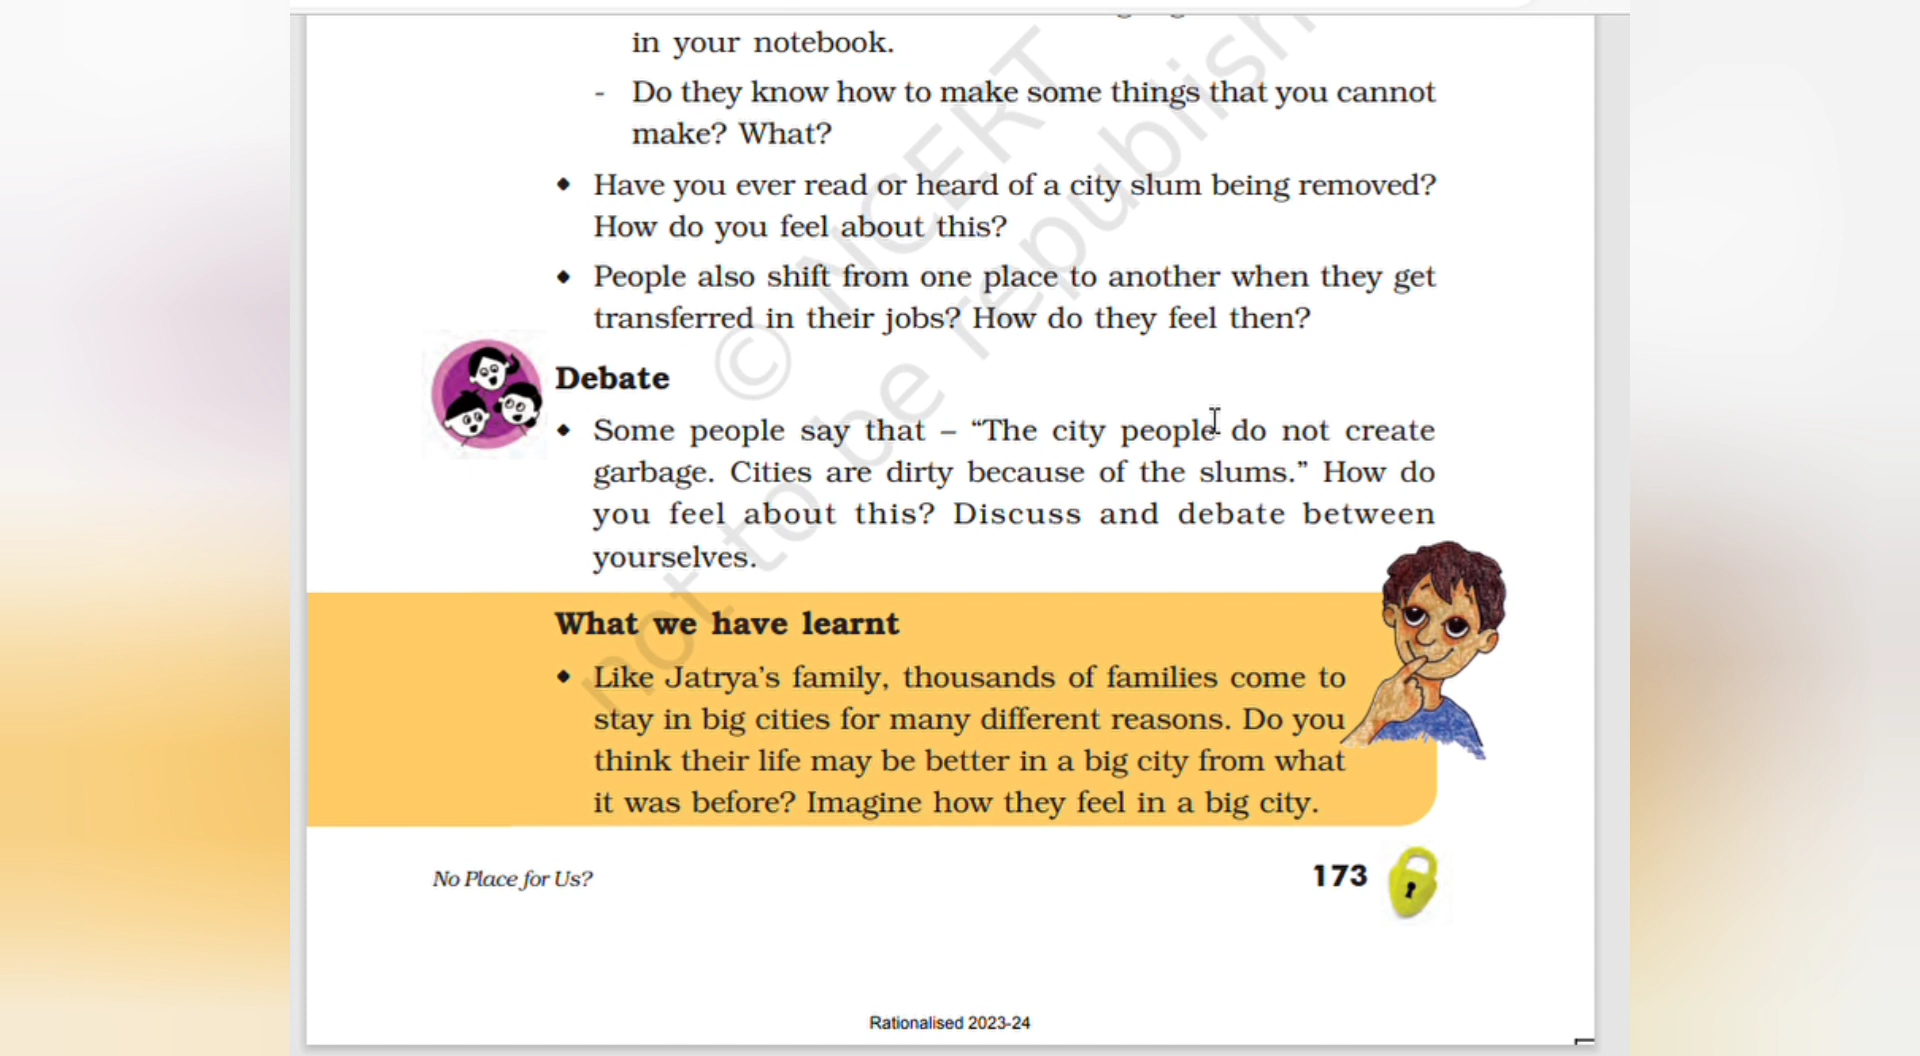 in your notebook.
- Do they know how to make some things that you cannot
make? What?
◆ Have you ever read or heard of a city slum being removed?
How do you feel about this?
◆ People also shift from one place to another when they get
transferred in their jobs? How do they feel then?
Debate
◆ Some people say that – “The city people do not create
garbage. Cities are dirty because of the slums.” How do
you feel about this? Discuss and debate between
yourselves.
What we have learnt
◆ Like Jatrya’s family, thousands of families come to
stay in big cities for many different reasons. Do you
think their life may be better in a big city from what
it was before? Imagine how they feel in a big city.
No Place for Us?
173
Rationalised 2023-24
© NCERT
not to be republish